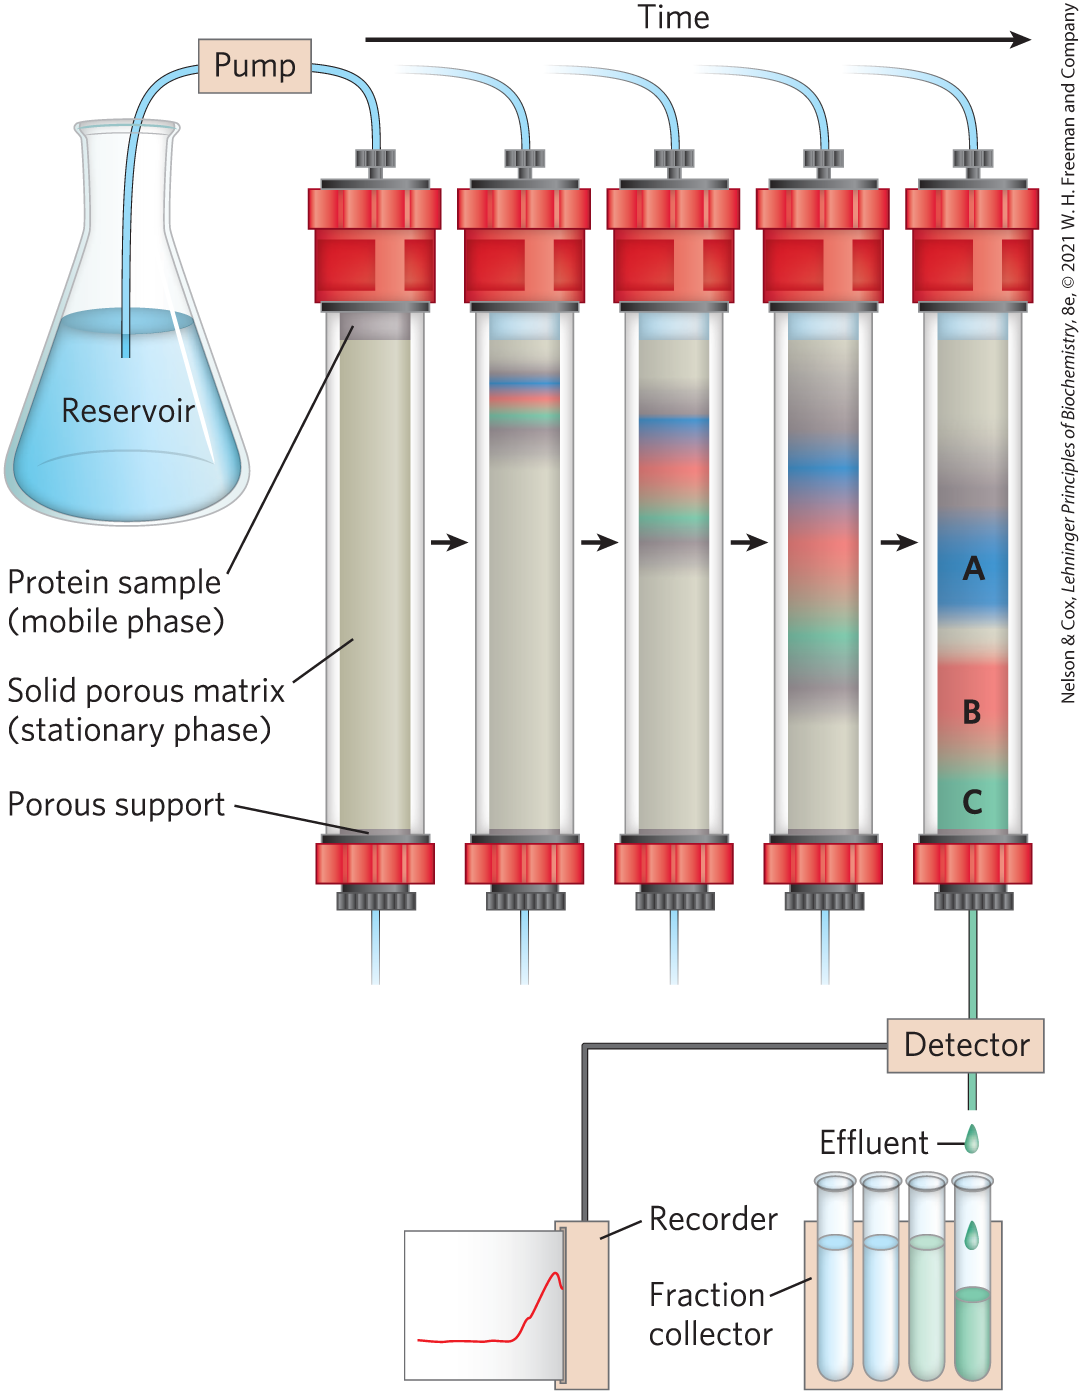 Time
Pump
Reservoir
Protein sample
(mobile phase)
Solid porous matrix
(stationary phase)
Porous support
A
B
C
Detector
Effluent
Recorder
Fraction
collector
Nelson & Cox, Lehninger Principles of Biochemistry, 8e, © 2021 W. H. Freeman and Company